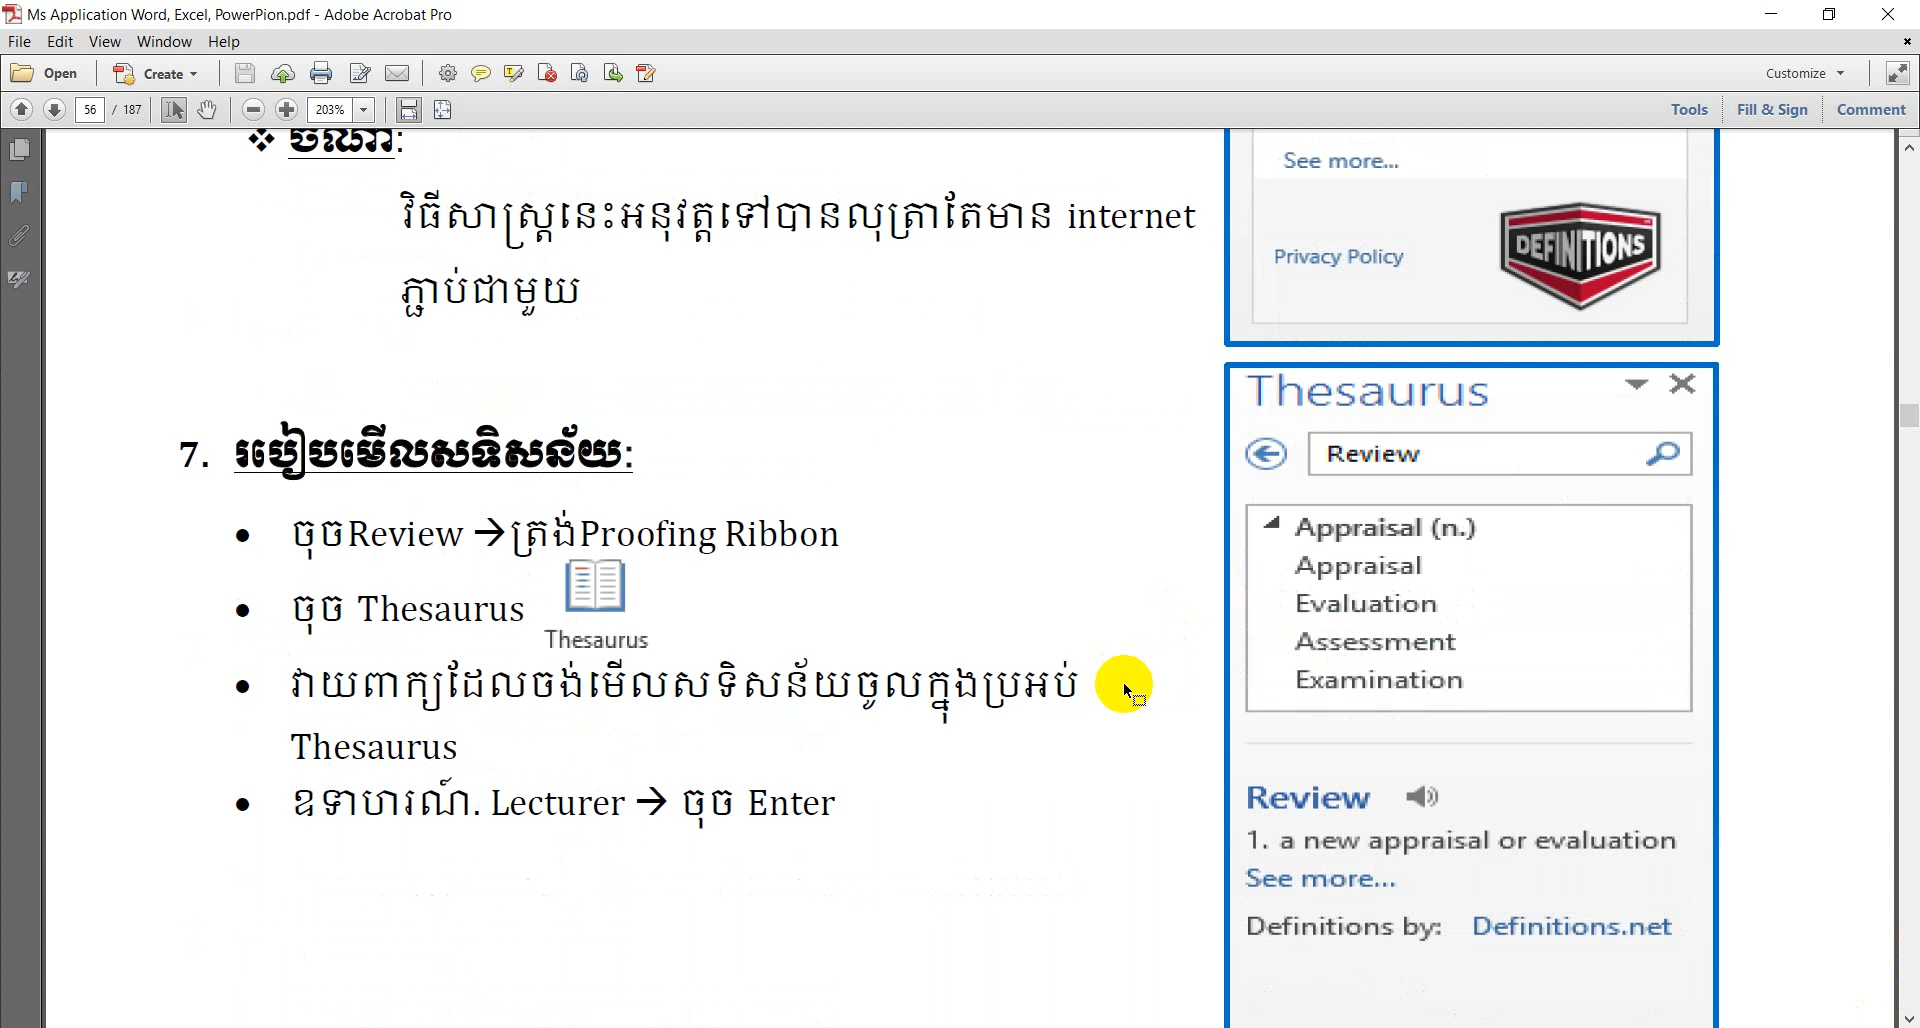 Ms Application Word, Excel, PowerPion.pdf - Adobe Acrobat Pro
File Edit View Window Help
Open Create Customize
56 / 187 203% Tools Fill & Sign Comment
ចំណាំ:
វិធីសាស្ត្រនេះអនុវត្តទៅបានលុត្រាតែមាន internet
ភ្ជាប់ជាមួយ
7. របៀបមើលសទិសន័យ:
• ចុចReview →ត្រង់Proofing Ribbon
• ចុច Thesaurus
Thesaurus
• វាយពាក្យដែលចង់មើលសទិសន័យចូលក្នុងប្រអប់
Thesaurus
• ឧទាហរណ៍. Lecturer → ចុច Enter
See more...
Privacy Policy
DEFINITIONS
Thesaurus
Review
Appraisal (n.)
Appraisal
Evaluation
Assessment
Examination
Review
1. a new appraisal or evaluation
See more...
Definitions by: Definitions.net